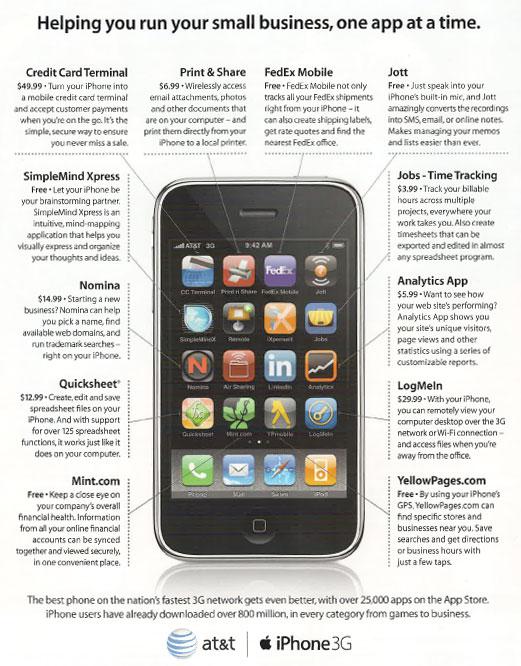 Helping you run your small business, one app at a time.
Credit Card Terminal
$49.99 • Turn your iPhone into
a mobile credit card terminal
and accept customer payments
when you're on the go. It's the
simple, secure way to ensure
you never miss a sale.
Print & Share
$6.99 • Wirelessly access
email attachments, photos
and other documents that
are on your computer – and
print them directly from your
iPhone to a local printer.
FedEx Mobile
Free • FedEx Mobile not only
tracks all your FedEx shipments
right from your iPhone – it
can also create shipping labels,
get rate quotes and find the
nearest FedEx office.
Jott
Free • Just speak into your
iPhone's built-in mic, and Jott
amazingly converts the recording
into SMS, email, or online notes.
Makes managing your memos
and lists easier than ever.
SimpleMind Xpress
Free • Let your iPhone be
your brainstorming partner.
SimpleMind Xpress is an
intuitive, mind-mapping
application that helps you
visually express and organize
your thoughts and ideas.
Nomina
$14.99 • Starting a new
business? Nomina can help
you pick a name, find
available web domains, and
run trademark searches –
right on your iPhone.
Quicksheet®
$12.99 • Create, edit and save
spreadsheet files on your
iPhone. And with support
for over 125 spreadsheet
functions, it works just like it
does on your computer.
Mint.com
Free • Keep a close eye on
your company's overall
financial health. Information
from all your online financial
accounts can be synced
together and viewed securely,
in one convenient place.
AT&T 3G 9:42 AM
FedEx
CC Terminal Print n Share FedEx Mobile Jott
SimpleMindX Remote iXpenseIt Jobs
N in
Nomina Air Sharing LinkedIn Analytics
Quicksheet Mint.com YPmobile LogMeIn
Phone Mail Safari iPod
Jobs - Time Tracking
$3.99 • Track your billable
hours across multiple
projects, everywhere your
work takes you. Also create
timesheets that can be
exported and edited in almost
any spreadsheet program.
Analytics App
$5.99 • Want to see how
your web site's performing?
Analytics App shows you
your site's unique visitors,
page views and other
statistics using a series of
customizable reports.
LogMeIn
$29.99 • With your iPhone,
you can remotely view your
computer desktop over the 3G
network or Wi-Fi connection –
and access files when you're
away from the office.
YellowPages.com
Free • By using your iPhone's
GPS, YellowPages.com can
find specific stores and
businesses near you. Save
searches and get directions
or business hours with
just a few taps.
The best phone on the nation's fastest 3G network gets even better, with over 25,000 apps on the App Store.
iPhone users have already downloaded over 800 million, in every category from games to business.
at&t iPhone 3G